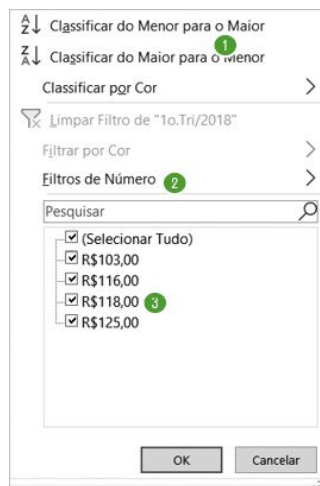 Classificar do Menor para o Maior
Classificar do Maior para o Menor
1
Classificar por Cor
Limpar Filtro de "1o.Tri/2018"
Filtrar por Cor
Filtros de Número 2
Pesquisar
(Selecionar Tudo)
R$103,00
R$116,00
R$118,00 3
R$125,00
OK Cancelar